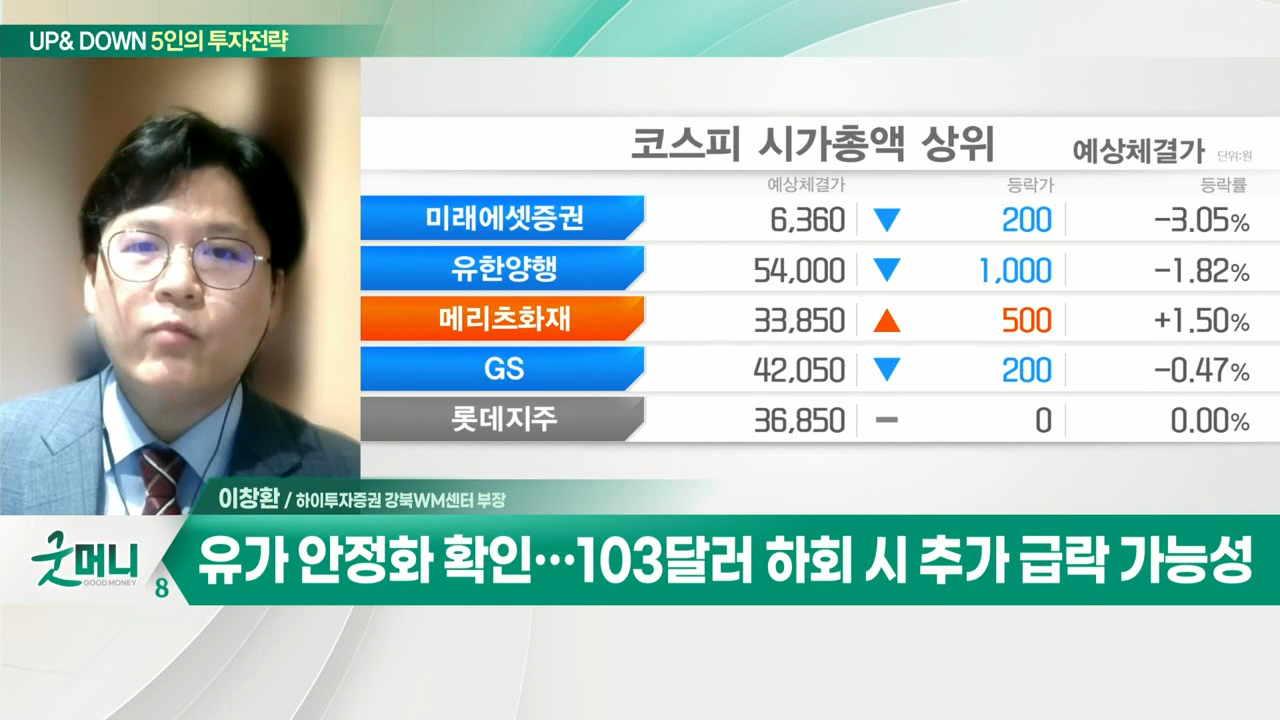 UP& DOWN 5인의 투자전략
코스피 시가총액 상위 예상체결가 단위:원
예상체결가 등락가 등락률
미래에셋증권 6,360 ▼ 200 -3.05%
유한양행 54,000 ▼ 1,000 -1.82%
메리츠화재 33,850 ▲ 500 +1.50%
GS 42,050 ▼ 200 -0.47%
롯데지주 36,850 - 0 0.00%
이창환 / 하이투자증권 강북WM센터 부장
굿머니
GOOD MONEY
8
유가 안정화 확인…103달러 하회 시 추가 급락 가능성